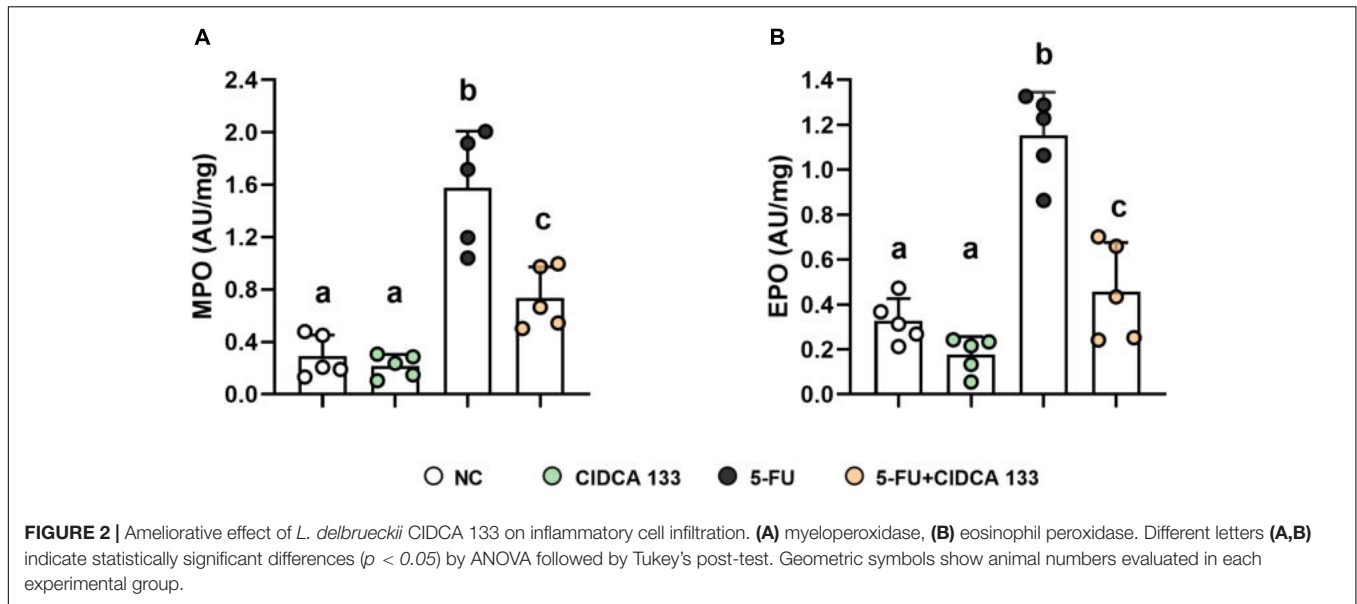 A
2.4
2.0
1.6
1.2
0.8
0.4
0.0
MPO (AU/mg)
a
a
b
c
B
1.4
1.2
1.0
0.8
0.6
0.4
0.2
0.0
EPO (AU/mg)
a
a
b
c
NC CIDCA 133 5-FU 5-FU+CIDCA 133
FIGURE 2 | Ameliorative effect of L. delbrueckii CIDCA 133 on inflammatory cell infiltration. (A) myeloperoxidase, (B) eosinophil peroxidase. Different letters (A,B)
indicate statistically significant differences (p < 0.05) by ANOVA followed by Tukey's post-test. Geometric symbols show animal numbers evaluated in each
experimental group.